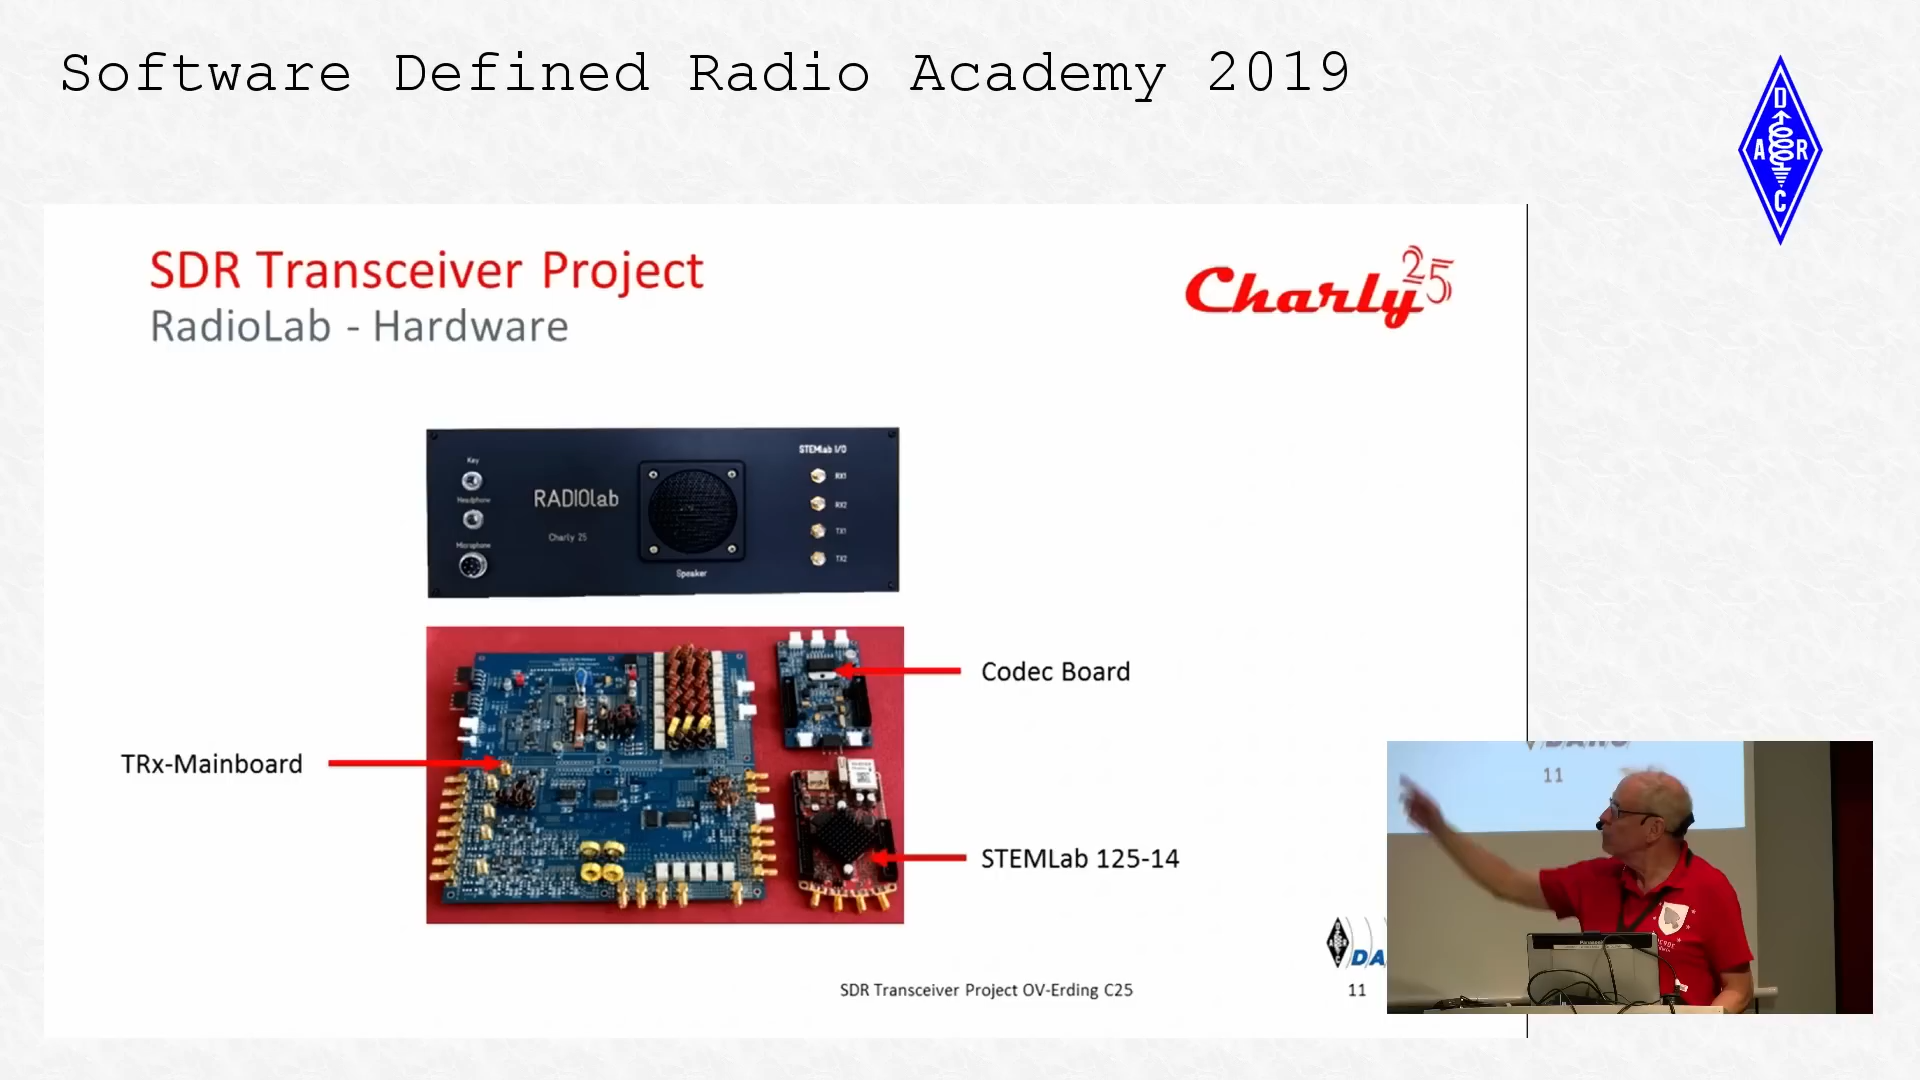 Software Defined Radio Academy 2019
D
A R
C
SDR Transceiver Project
RadioLab - Hardware
Charly 25
Key
Headphone
Microphone
RADIOlab
Charly 25
Speaker
STEMlab I/O
RX1
RX2
TX1
TX2
Codec Board
TRx-Mainboard
STEMLab 125-14
DA
SDR Transceiver Project OV-Erding C25
11
11
Panasonic